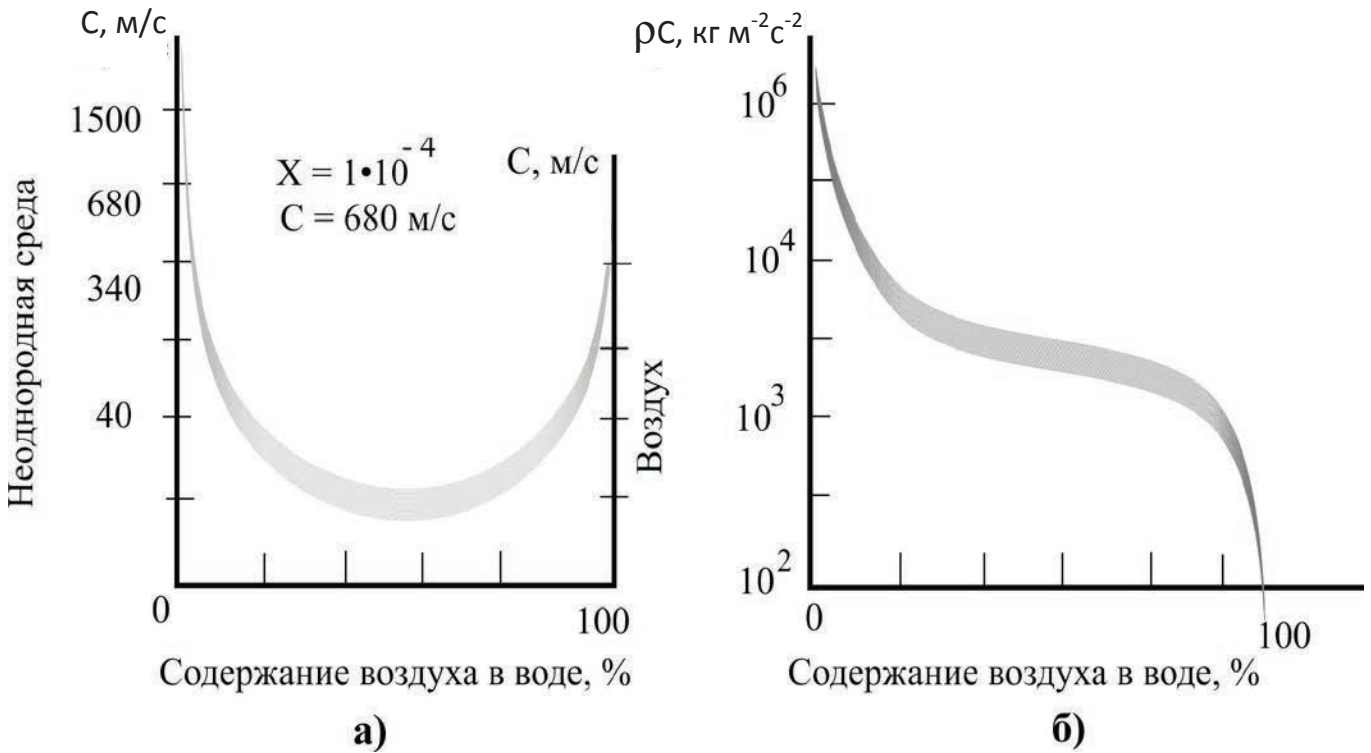 С, м/с
1500
680
340
40
Неоднородная среда
X = 1•10⁻⁴
C = 680 м/с
С, м/с
Воздух
0
100
Содержание воздуха в воде, %
а)
ρС, кг м⁻²с⁻²
10⁶
10⁴
10³
10²
0
100
Содержание воздуха в воде, %
б)